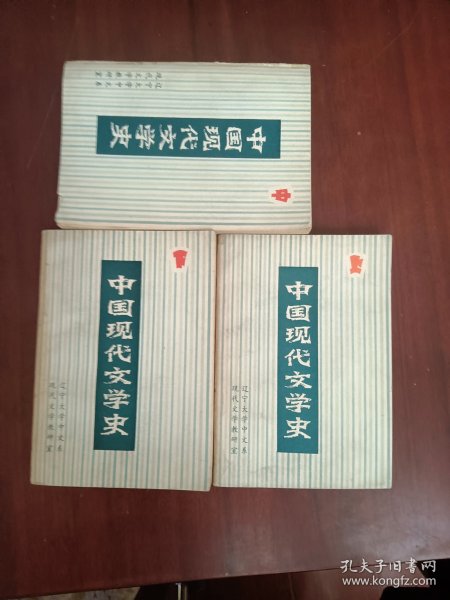 中
中国现代文学史
辽宁大学中文系
现代文学教研室
下
中国现代文学史
辽宁大学中文系
现代文学教研室
中国现代文学史
辽宁大学中文系
现代文学教研室
孔夫子旧书网
www.kongfz.com